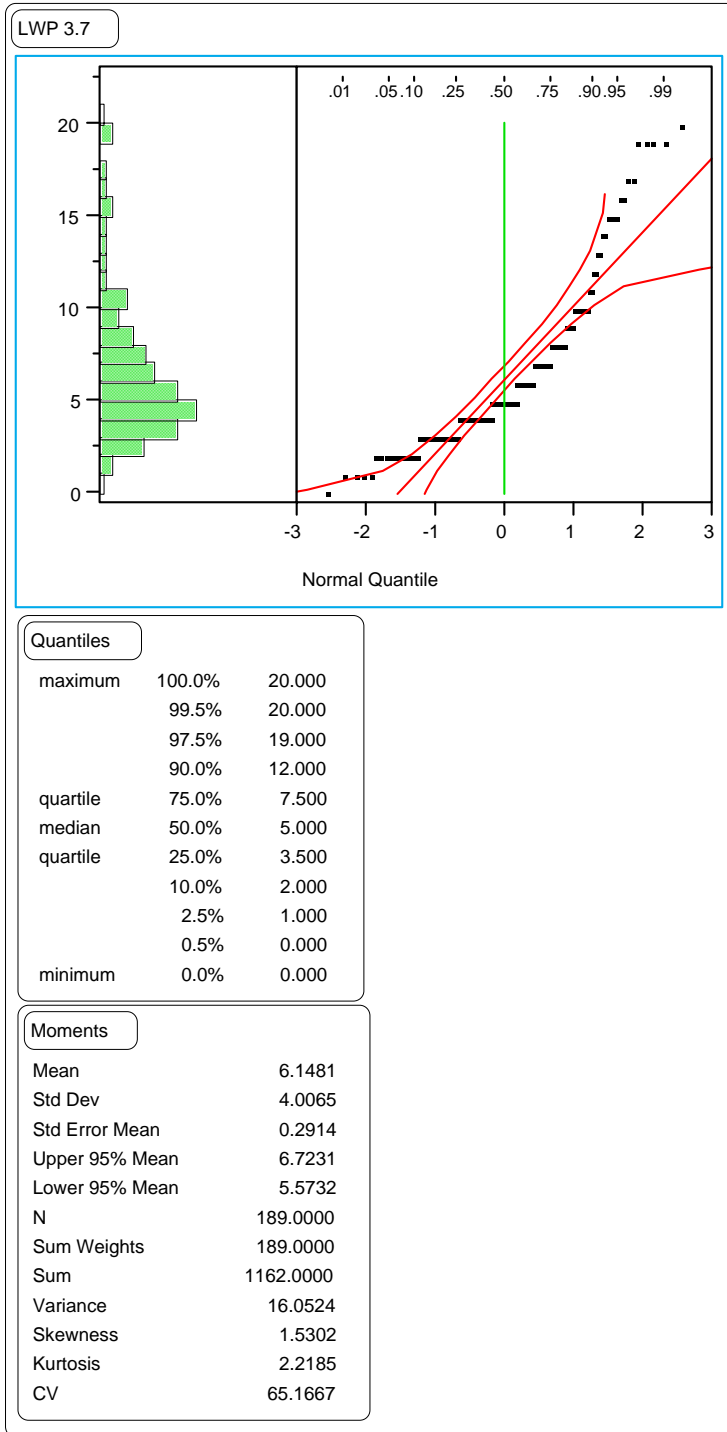 LWP 3.7
.01 .05 .10 .25 .50 .75 .90 .95 .99
20
15
10
5
0
-3 -2 -1 0 1 2 3
Normal Quantile
Quantiles
maximum 100.0% 20.000
99.5% 20.000
97.5% 19.000
90.0% 12.000
quartile 75.0% 7.500
median 50.0% 5.000
quartile 25.0% 3.500
10.0% 2.000
2.5% 1.000
0.5% 0.000
minimum 0.0% 0.000
Moments
Mean 6.1481
Std Dev 4.0065
Std Error Mean 0.2914
Upper 95% Mean 6.7231
Lower 95% Mean 5.5732
N 189.0000
Sum Weights 189.0000
Sum 1162.0000
Variance 16.0524
Skewness 1.5302
Kurtosis 2.2185
CV 65.1667